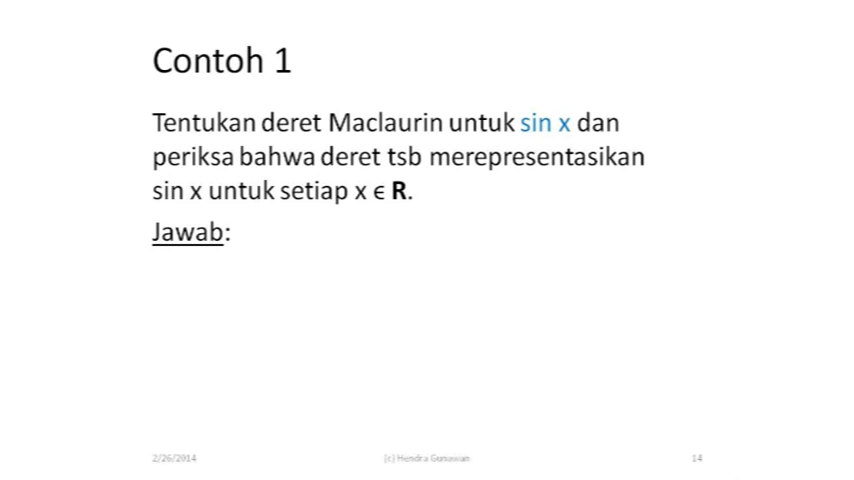 Contoh 1
Tentukan deret Maclaurin untuk sin x dan
periksa bahwa deret tsb merepresentasikan
sin x untuk setiap x ϵ R.
Jawab:
2/26/2014 (c) Hendra Gunawan 14